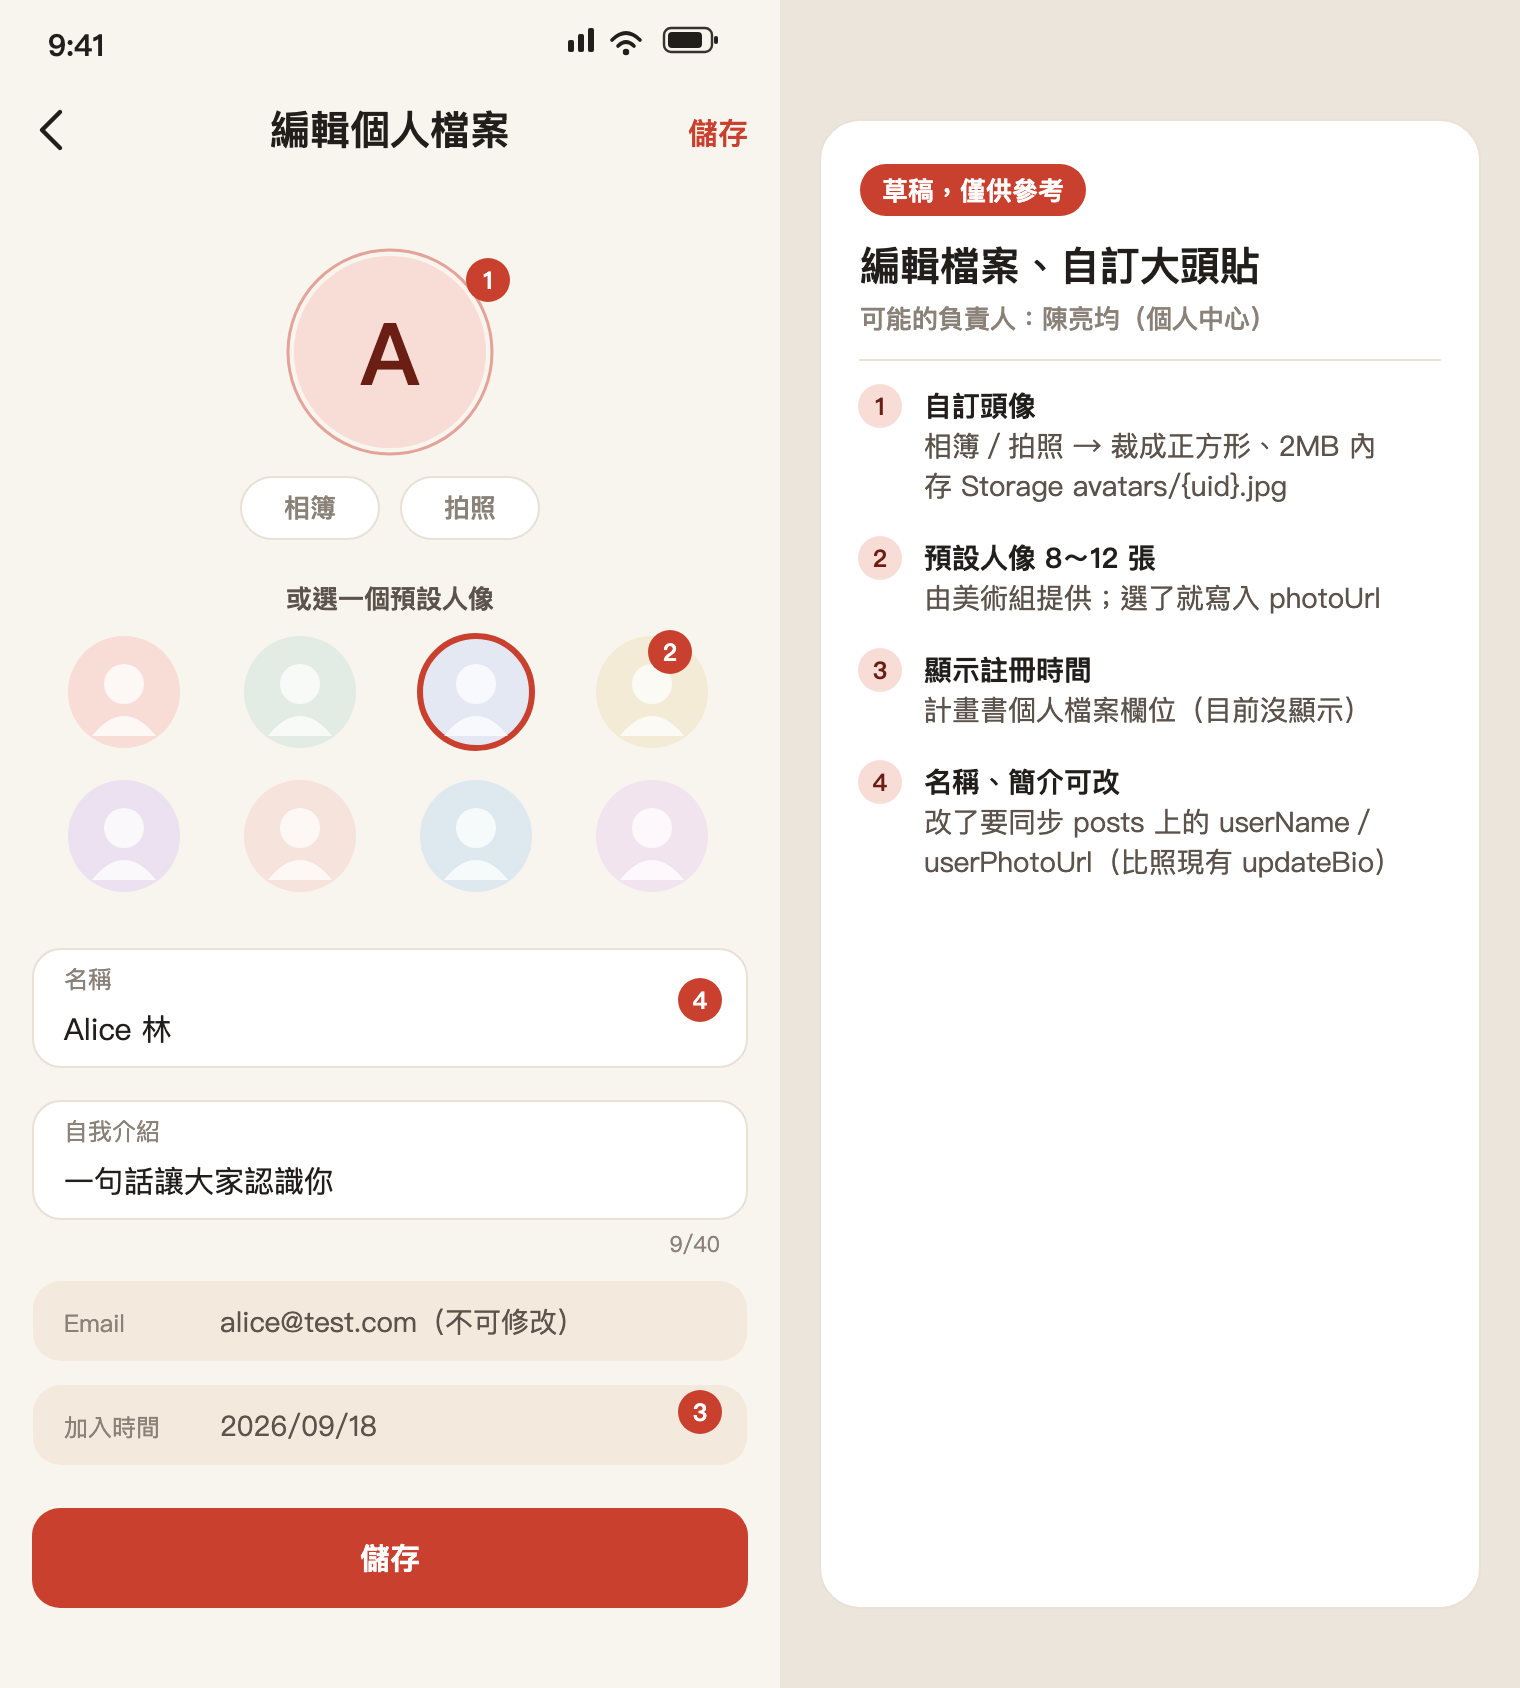 9:41
編輯個人檔案
儲存
1
A
相簿
拍照
或選一個預設人像
2
名稱
Alice 林
4
自我介紹
一句話讓大家認識你
9/40
Email
alice@test.com（不可修改）
加入時間
2026/09/18
3
儲存
草稿，僅供參考
編輯檔案、自訂大頭貼
可能的負責人：陳亮均（個人中心）
1
自訂頭像
相簿 / 拍照 → 裁成正方形、2MB 內
存 Storage avatars/{uid}.jpg
2
預設人像 8～12 張
由美術組提供；選了就寫入 photoUrl
3
顯示註冊時間
計畫書個人檔案欄位（目前沒顯示）
4
名稱、簡介可改
改了要同步 posts 上的 userName /
userPhotoUrl（比照現有 updateBio）